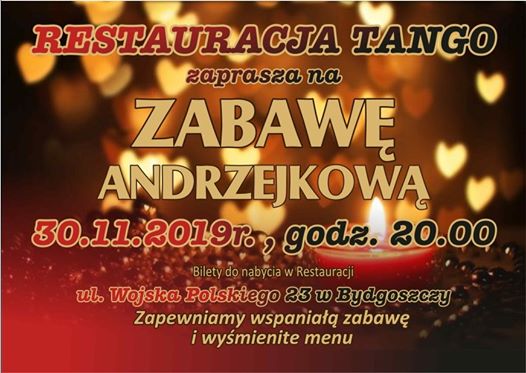 RESTAURACJA TANGO
zaprasza na
ZABAWĘ
ANDRZEJKOWĄ
30.11.2019r. , godz. 20.00
Bilety do nabycia w Restauracji
ul. Wojska Polskiego 23 w Bydgoszczy
Zapewniamy wspaniałą zabawę
i wyśmienite menu